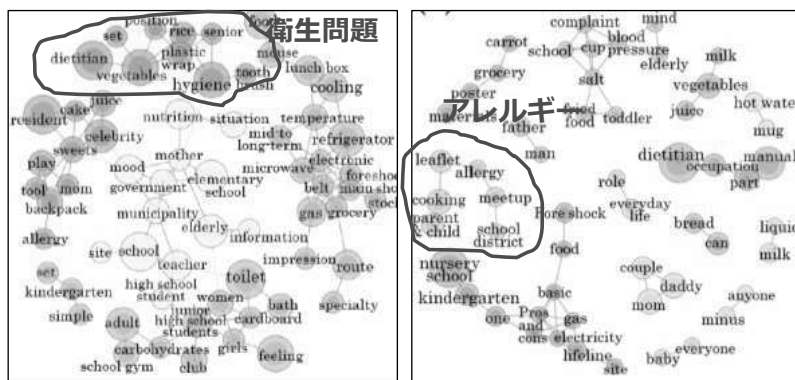 衛生問題
position
food
set
rice
senior
mouse
dietitian
plastic
wrap
vegetables
hygiene
tooth
brush
lunch box
cooling
cake
juice
nutrition
situation
temperature
resident
celebrity
mid to
long-term
refrigerator
sweets
mother
electronic
play
mood
microwave
foreshock
elementary
school
belt
main shock
tool
mom
government
stock
backpack
municipality
gas
grocery
elderly
information
allergy
site
school
impression
route
teacher
set
toilet
kindergarten
high school
student
women
bath
specialty
simple
junior
high school
students
cardboard
adult
carbohydrates
girls
feeling
school gym
club
complaint
mind
carrot
blood
pressure
school
cup
milk
elderly
grocery
salt
vegetables
poster
hot water
アレルギー
materials
fried
food
toddler
juice
father
mug
man
leaflet
allergy
dietitian
manual
occupation
cooking
meetup
role
part
parent
& child
everyday
life
school
district
Fore shock
bread
liquid
can
food
milk
nursery
school
couple
kindergarten
basic
daddy
mom
anyone
one
Pros
and
cons
gas
minus
electricity
everyone
lifeline
baby
site